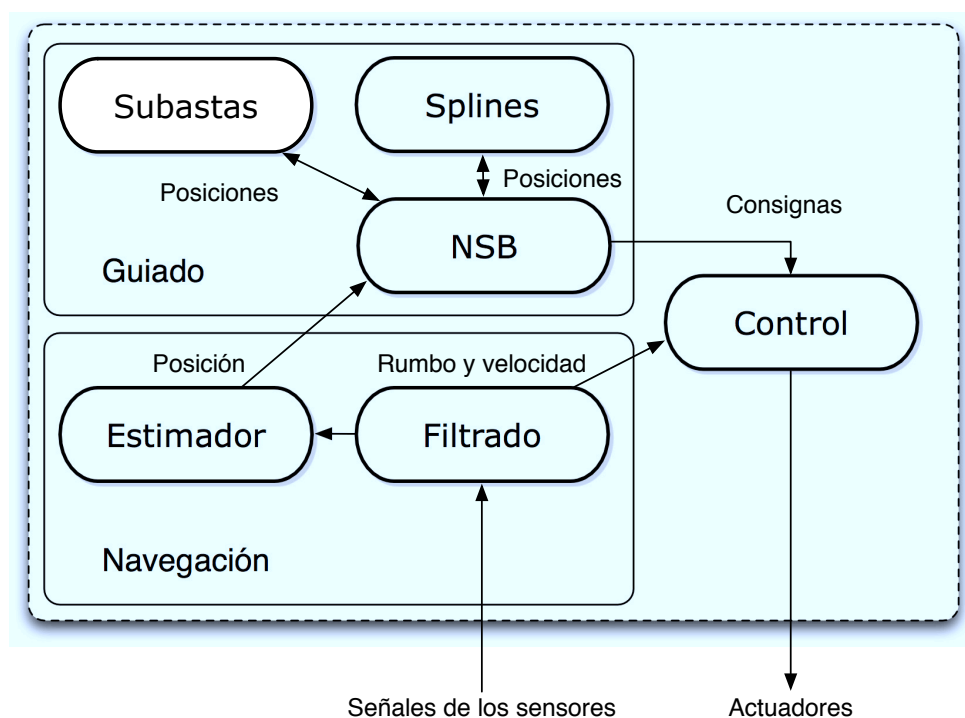 Subastas
Splines
Posiciones
Posiciones
Consignas
NSB
Guiado
Control
Posición
Rumbo y velocidad
Estimador
Filtrado
Navegación
Señales de los sensores
Actuadores